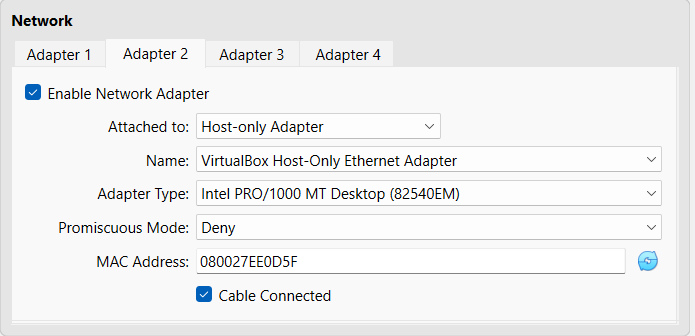 Network
Adapter 1 Adapter 2 Adapter 3 Adapter 4
Enable Network Adapter
Attached to: Host-only Adapter
Name: VirtualBox Host-Only Ethernet Adapter
Adapter Type: Intel PRO/1000 MT Desktop (82540EM)
Promiscuous Mode: Deny
MAC Address: 080027EE0D5F
Cable Connected